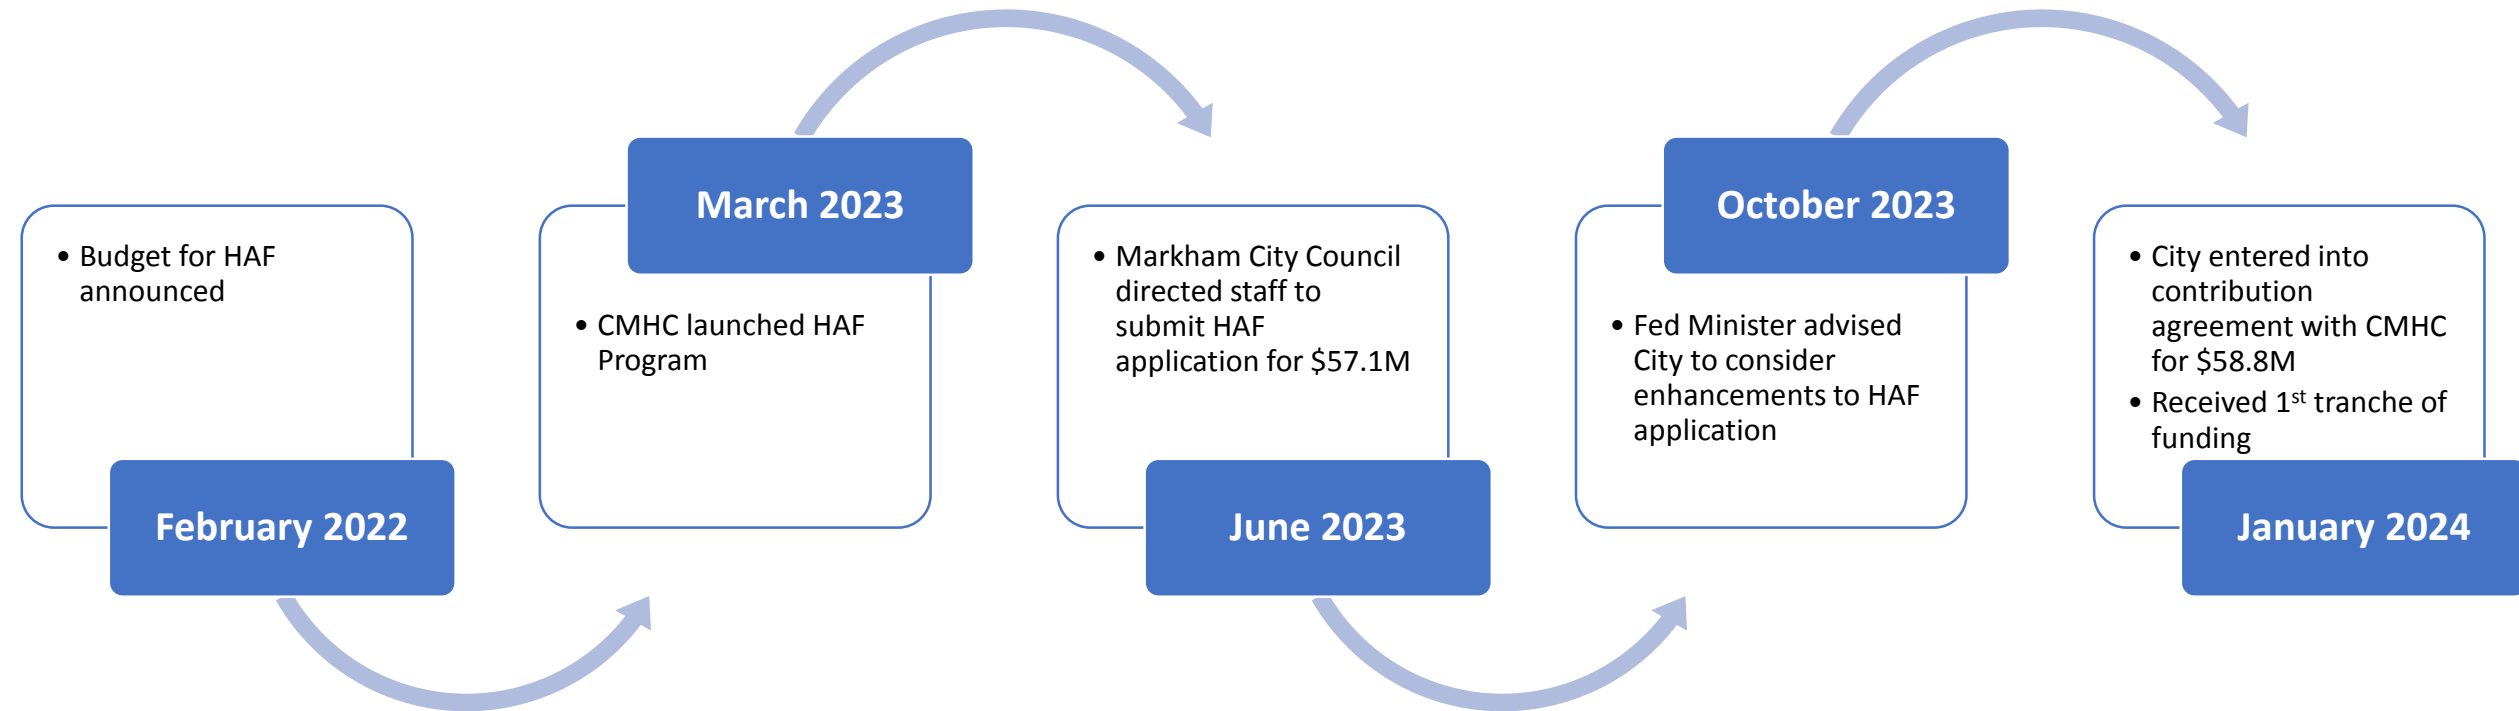 • Budget for HAF
announced
February 2022
March 2023
• CMHC launched HAF
Program
• Markham City Council
directed staff to
submit HAF
application for $57.1M
June 2023
October 2023
• Fed Minister advised
City to consider
enhancements to HAF
application
• City entered into
contribution
agreement with CMHC
for $58.8M
• Received 1st tranche of
funding
January 2024